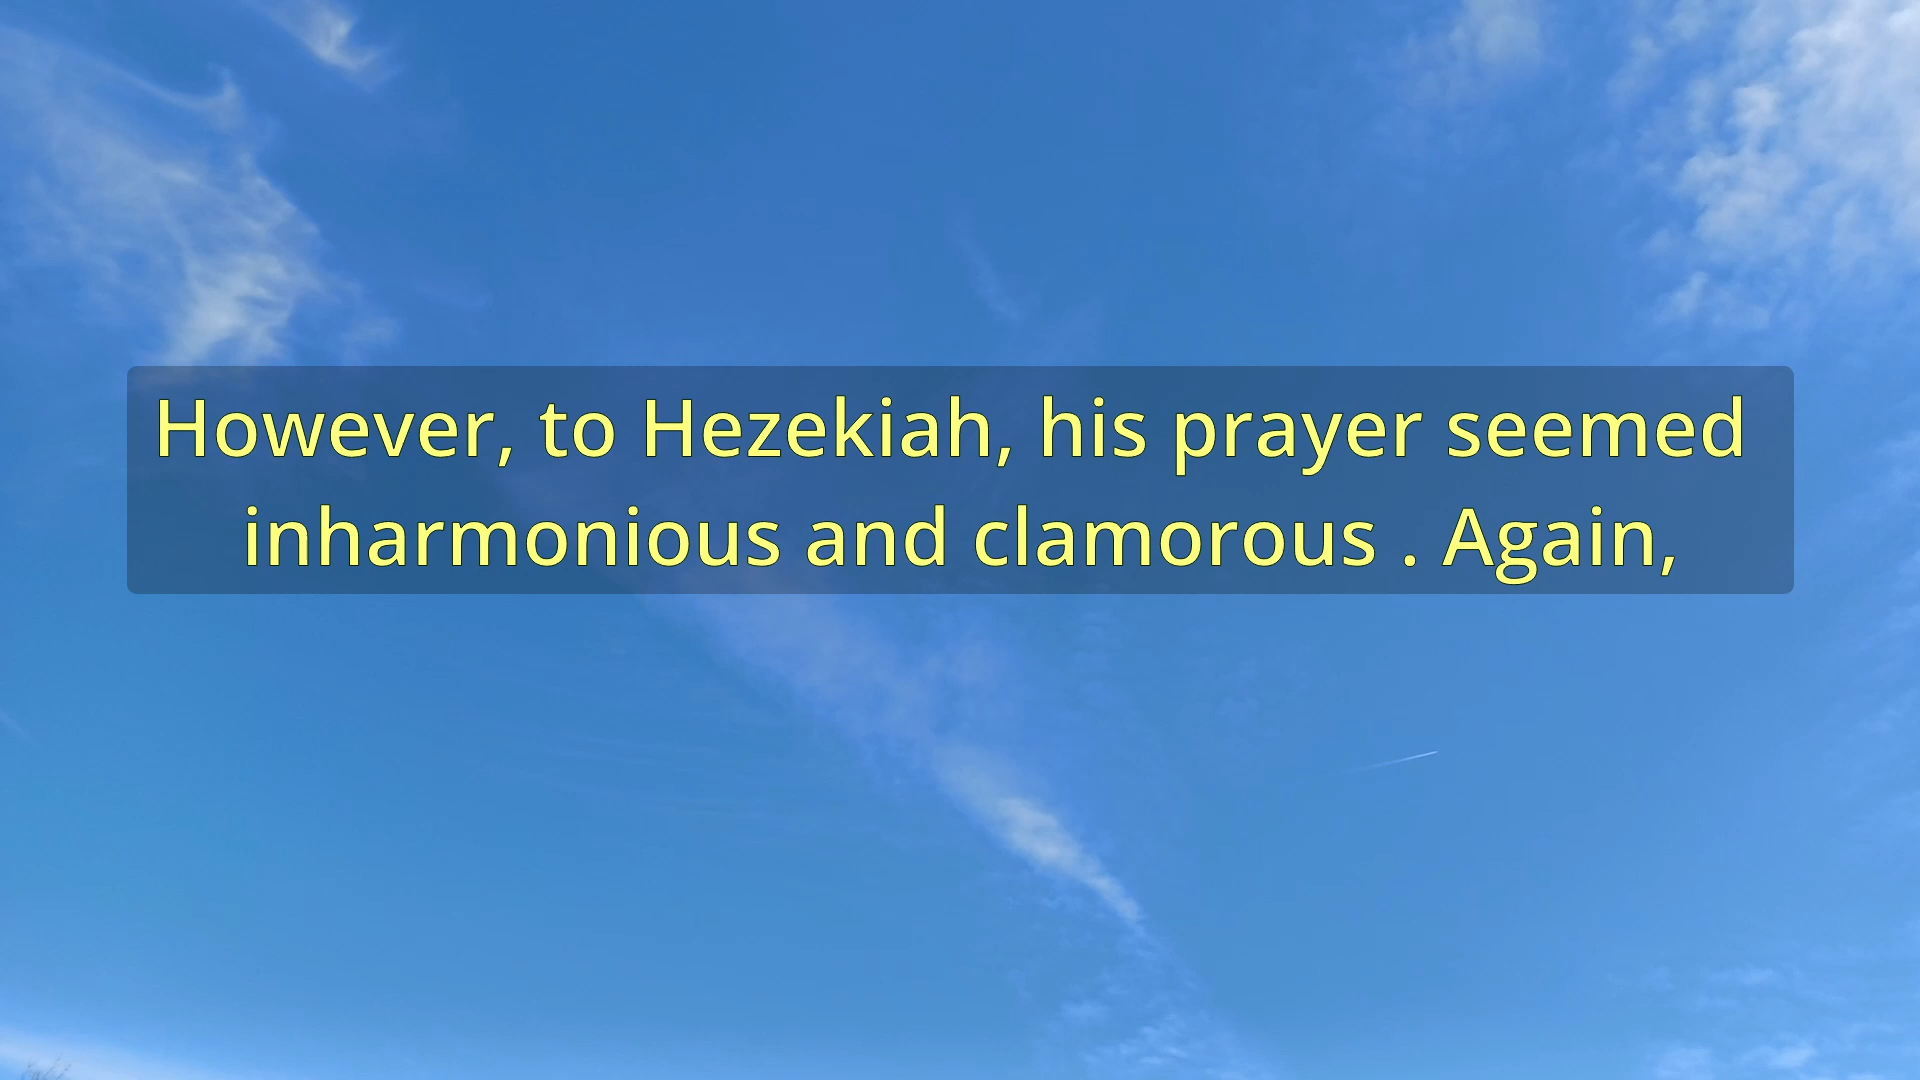 However, to Hezekiah, his prayer seemed
inharmonious and clamorous . Again,